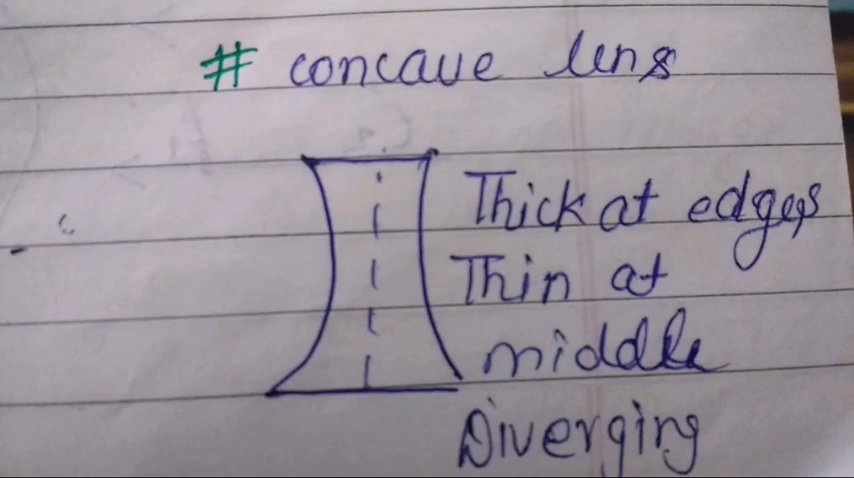 # concave lens
Thick at edges
Thin at
middle
Diverging